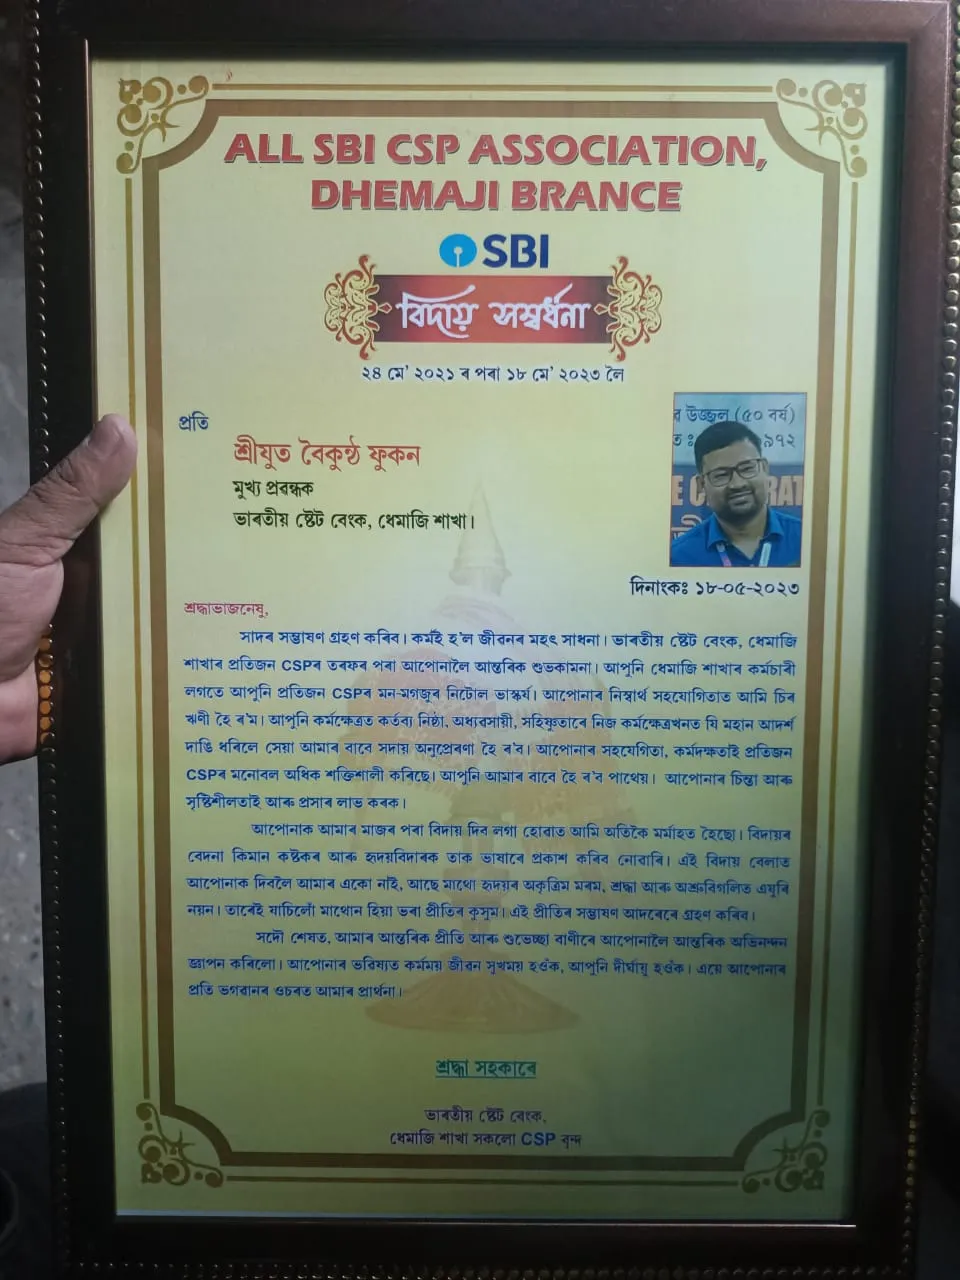 ALL SBI CSP ASSOCIATION,
DHEMAJI BRANCE
SBI
বিদায় সম্বৰ্ধনা
২৪ মে' ২০২১ ৰ পৰা ১৮ মে' ২০২৩ লৈ
প্ৰতি
শ্ৰীযুত বৈকুণ্ঠ ফুকন
মুখ্য প্ৰবন্ধক
ভাৰতীয় ষ্টেট বেংক, ধেমাজি শাখা।
ৰ উজ্জ্বল (৫০ বৰ্ষ)
ত :
৯৭২
দিনাংকঃ ১৮-০৫-২০২৩
শ্ৰদ্ধাভাজনেষু,
সাদৰ সম্ভাষণ গ্ৰহণ কৰিব। কৰ্মই হ'ল জীৱনৰ মহৎ সাধনা। ভাৰতীয় ষ্টেট বেংক, ধেমাজি
শাখাৰ প্ৰতিজন CSPৰ তৰফৰ পৰা আপোনালৈ আন্তৰিক শুভকামনা। আপুনি ধেমাজি শাখাৰ কৰ্মচাৰী
লগতে আপুনি প্ৰতিজন CSPৰ মন-মগজুৰ নিটোল ভাস্কৰ্য। আপোনাৰ নিস্বাৰ্থ সহযোগিতাত আমি চিৰ
ঋণী হৈ ৰ'ম। আপুনি কৰ্মক্ষেত্ৰত কৰ্তব্য নিষ্ঠা, অধ্যৱসায়ী, সহিষ্ণুতাৰে নিজ কৰ্মক্ষেত্ৰখনত যি মহান আদৰ্শ
দাঙি ধৰিলে সেয়া আমাৰ বাবে সদায় অনুপ্ৰেৰণা হৈ ৰ'ব। আপোনাৰ সহযোগিতা, কৰ্মদক্ষতাই প্ৰতিজন
CSPৰ মনোবল অধিক শক্তিশালী কৰিছে। আপুনি আমাৰ বাবে হৈ ৰ'ব পাথেয়। আপোনাৰ চিন্তা আৰু
সৃষ্টিশীলতাই আৰু প্ৰসাৰ লাভ কৰক।
আপোনাক আমাৰ মাজৰ পৰা বিদায় দিব লগা হোৱাত আমি অতিকৈ মৰ্মাহত হৈছো। বিদায়ৰ
বেদনা কিমান কষ্টকৰ আৰু হৃদয়বিদাৰক তাক ভাষাৰে প্ৰকাশ কৰিব নোৱাৰি। এই বিদায় বেলাত
আপোনাক দিবলৈ আমাৰ একো নাই, আছে মাথো হৃদয়ৰ অকৃত্ৰিম মৰম, শ্ৰদ্ধা আৰু অশ্ৰুবিগলিত এযুৰি
নয়ন। তাৰেই যাচিলোঁ মাথোন হিয়া ভৰা প্ৰীতিৰ কুসুম। এই প্ৰীতিৰ সম্ভাষণ আদৰেৰে গ্ৰহণ কৰিব।
সদৌ শেষত, আমাৰ আন্তৰিক প্ৰীতি আৰু শুভেচ্ছা বাণীৰে আপোনালৈ আন্তৰিক অভিনন্দন
জ্ঞাপন কৰিলো। আপোনাৰ ভৱিষ্যত কৰ্মময় জীৱন সুখময় হওঁক, আপুনি দীৰ্ঘায়ু হওঁক। এয়ে আপোনাৰ
প্ৰতি ভগৱানৰ ওচৰত আমাৰ প্ৰাৰ্থনা।
শ্ৰদ্ধা সহকাৰে
ভাৰতীয় ষ্টেট বেংক,
ধেমাজি শাখা সকলো CSP বৃন্দ